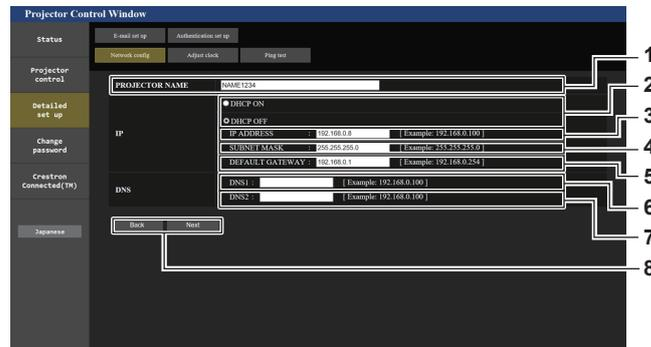 Projector Control Window
Status
E-mail set up
Authentication set up
Network config
Adjust clock
Ping test
Projector
control
Detailed
set up
Change
password
Crestron
Connected(TM)
Japanese
PROJECTOR NAME
NAME1234
IP
DHCP ON
DHCP OFF
IP ADDRESS : 192.168.0.8 [ Example: 192.168.0.100 ]
SUBNET MASK : 255.255.255.0 [ Example: 255.255.255.0 ]
DEFAULT GATEWAY : 192.168.0.1 [ Example: 192.168.0.254 ]
DNS
DNS1 : [ Example: 192.168.0.100 ]
DNS2 : [ Example: 192.168.0.100 ]
Back Next
1
2
3
4
5
6
7
8